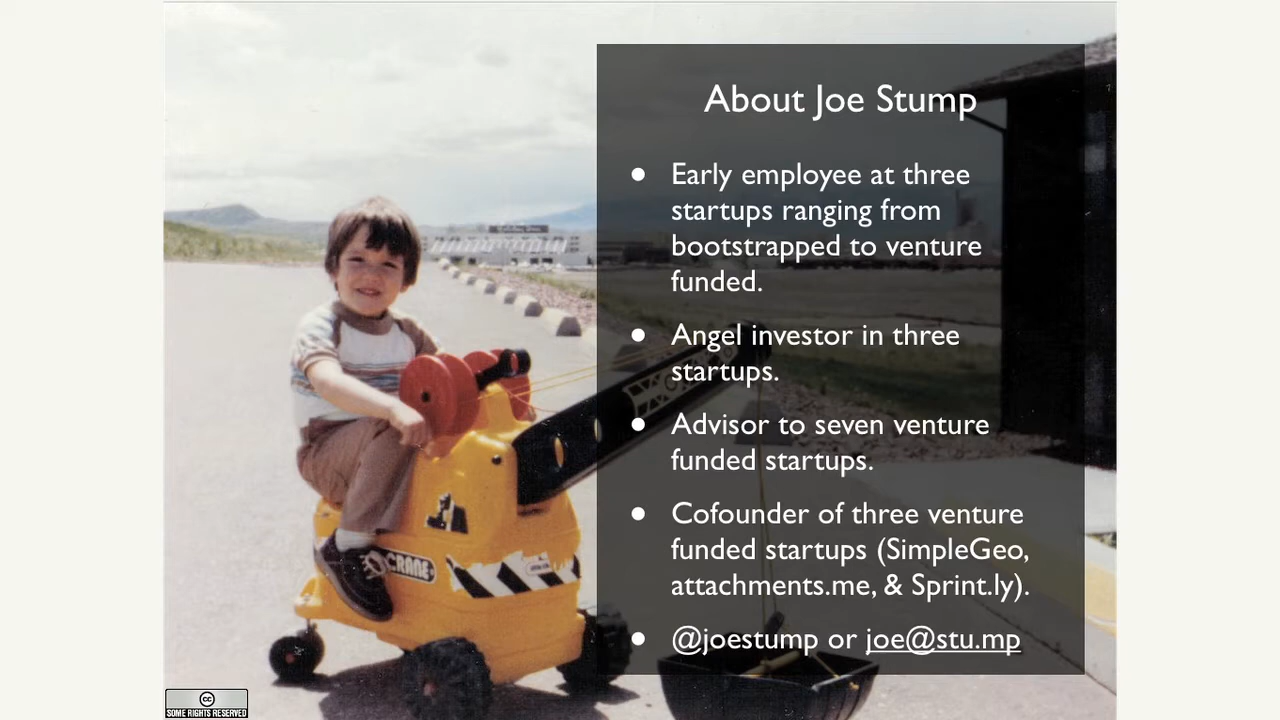 About Joe Stump
● Early employee at three
startups ranging from
bootstrapped to venture
funded.
● Angel investor in three
startups.
● Advisor to seven venture
funded startups.
● Cofounder of three venture
funded startups (SimpleGeo,
attachments.me, & Sprint.ly).
● @joestump or joe@stu.mp
CRANE
cc
SOME RIGHTS RESERVED